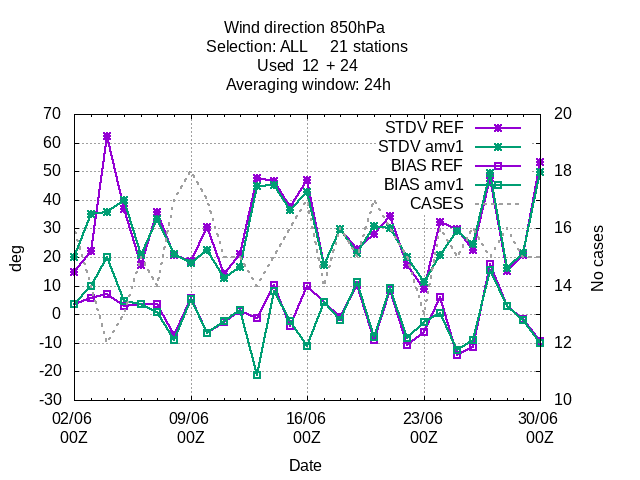 Wind direction 850hPa
Selection: ALL     21 stations
Used  12 + 24
Averaging window: 24h
70
60
50
40
30
20
10
0
-10
-20
-30
deg
STDV REF
STDV amv1
BIAS REF
BIAS amv1
CASES
20
18
16
14
12
10
No cases
02/06 09/06 16/06 23/06 30/06
00Z 00Z 00Z 00Z 00Z
Date